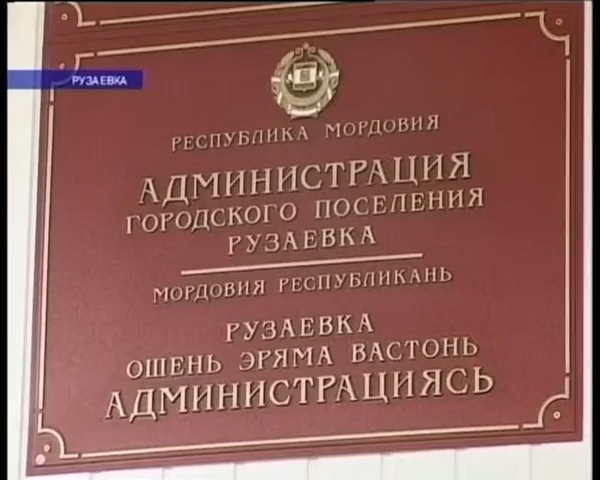 РУЗАЕВКА
РЕСПУБЛИКА МОРДОВИЯ
АДМИНИСТРАЦИЯ
ГОРОДСКОГО ПОСЕЛЕНИЯ
РУЗАЕВКА
МОРДОВИЯ РЕСПУБЛИКАНЬ
РУЗАЕВКА
ОШЕНЬ ЭРЯМА ВАСТОНЬ
АДМИНИСТРАЦИЯСЬ